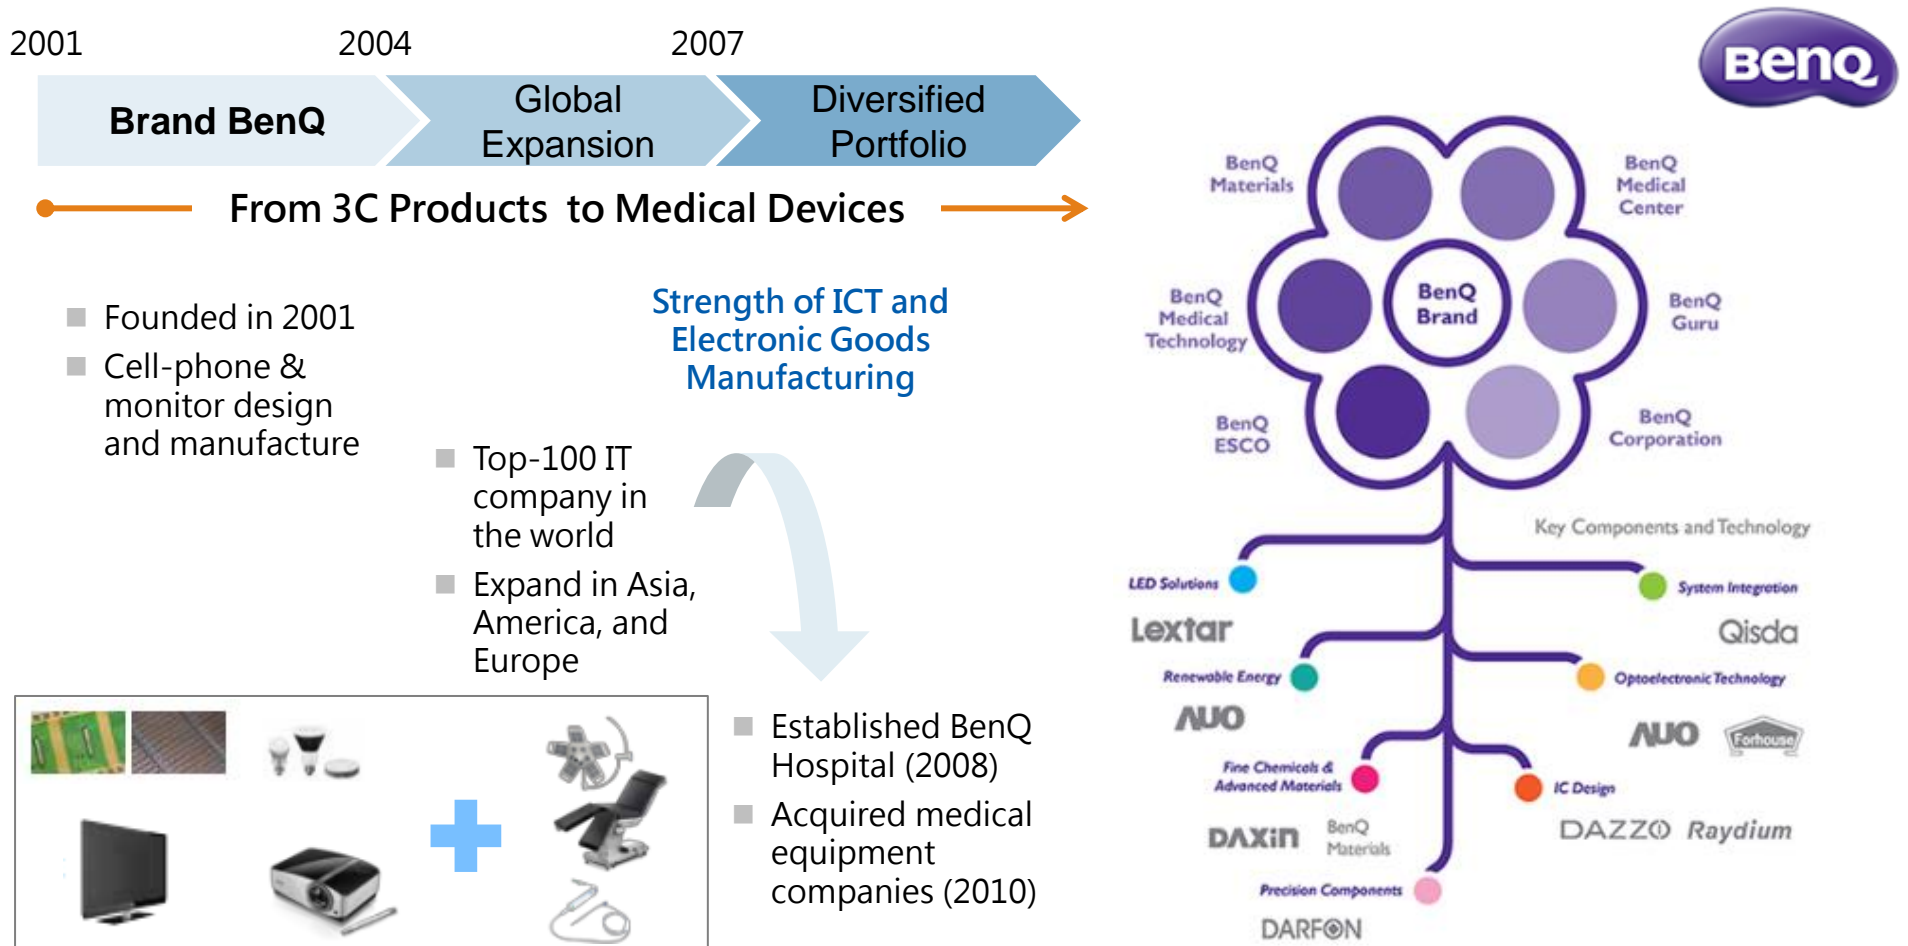 2001
2004
2007
Brand BenQ
Global
Expansion
Diversified
Portfolio
From 3C Products to Medical Devices
Founded in 2001
Cell-phone &
monitor design
and manufacture
Strength of ICT and
Electronic Goods
Manufacturing
Top-100 IT
company in
the world
Expand in Asia,
America, and
Europe
Established BenQ
Hospital (2008)
Acquired medical
equipment
companies (2010)
BenQ
BenQ
Materials
BenQ
Medical
Center
BenQ
Medical
Technology
BenQ
Brand
BenQ
Guru
BenQ
ESCO
BenQ
Corporation
Key Components and Technology
LED Solutions
Lextar
System Integration
Qisda
Renewable Energy
AUO
Optoelectronic Technology
AUO
Forhouse
Fine Chemicals &
Advanced Materials
DAXIN
BenQ
Materials
IC Design
DAZZO
Raydium
Precision Components
DARFON